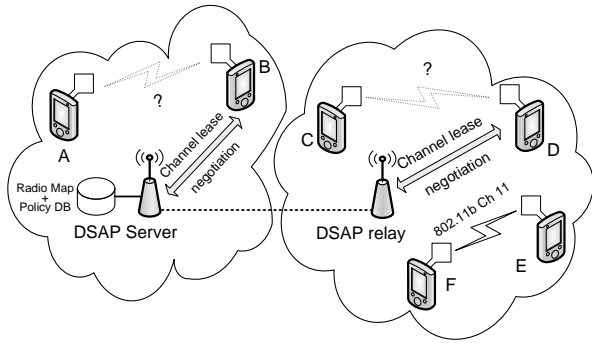 B
?
A
Channel lease
negotiation
Radio Map
+
Policy DB
DSAP Server
?
C
D
Channel lease
negotiation
DSAP relay
802.11b Ch 11
E
F